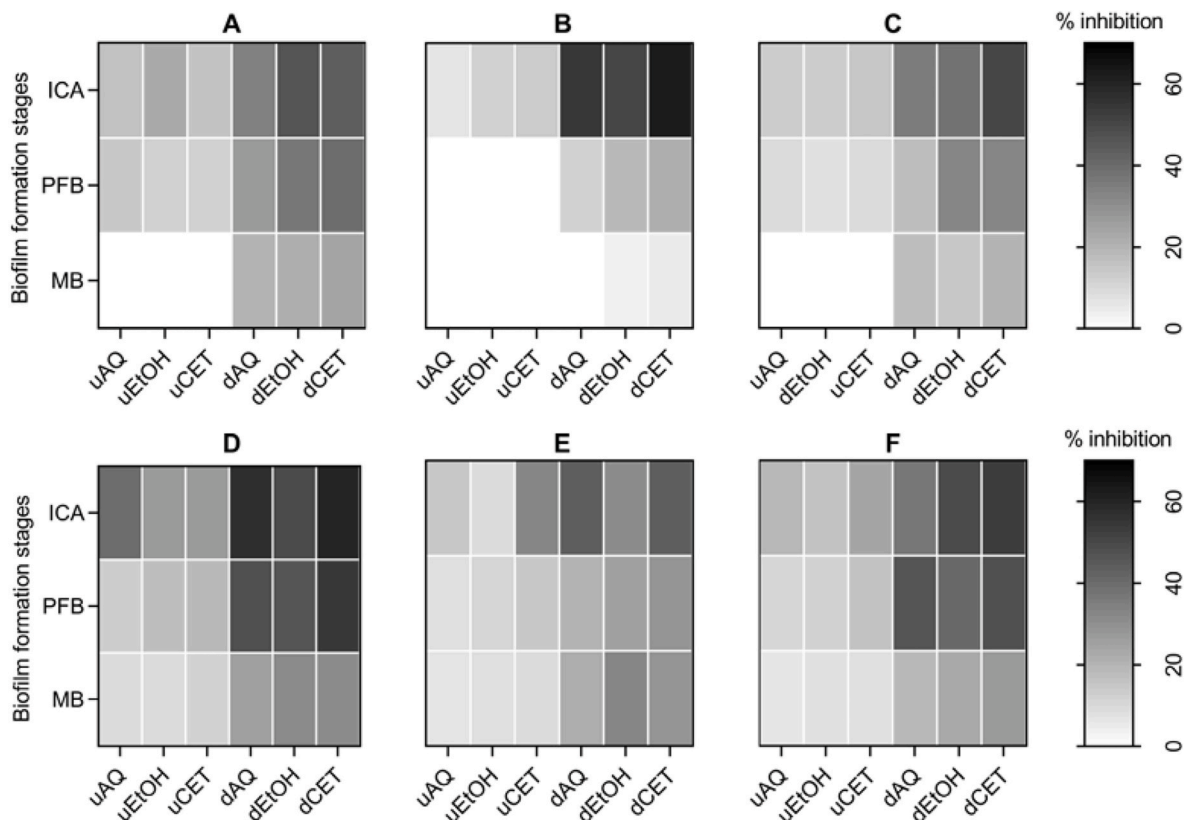 A B C % inhibition
Biofilm formation stages
ICA
PFB
MB
60
40
20
0
uAQ uEtOH uCET dAQ dEtOH dCET
uAQ uEtOH uCET dAQ dEtOH dCET
uAQ dEtOH uCET dAQ dEtOH dCET
D E F % inhibition
Biofilm formation stages
ICA
PFB
MB
60
40
20
0
uAQ uEtOH uCET dAQ dEtOH dCET
uAQ uEtOH uCET dAQ dEtOH dCET
uAQ uEtOH uCET dAQ dEtOH dCET